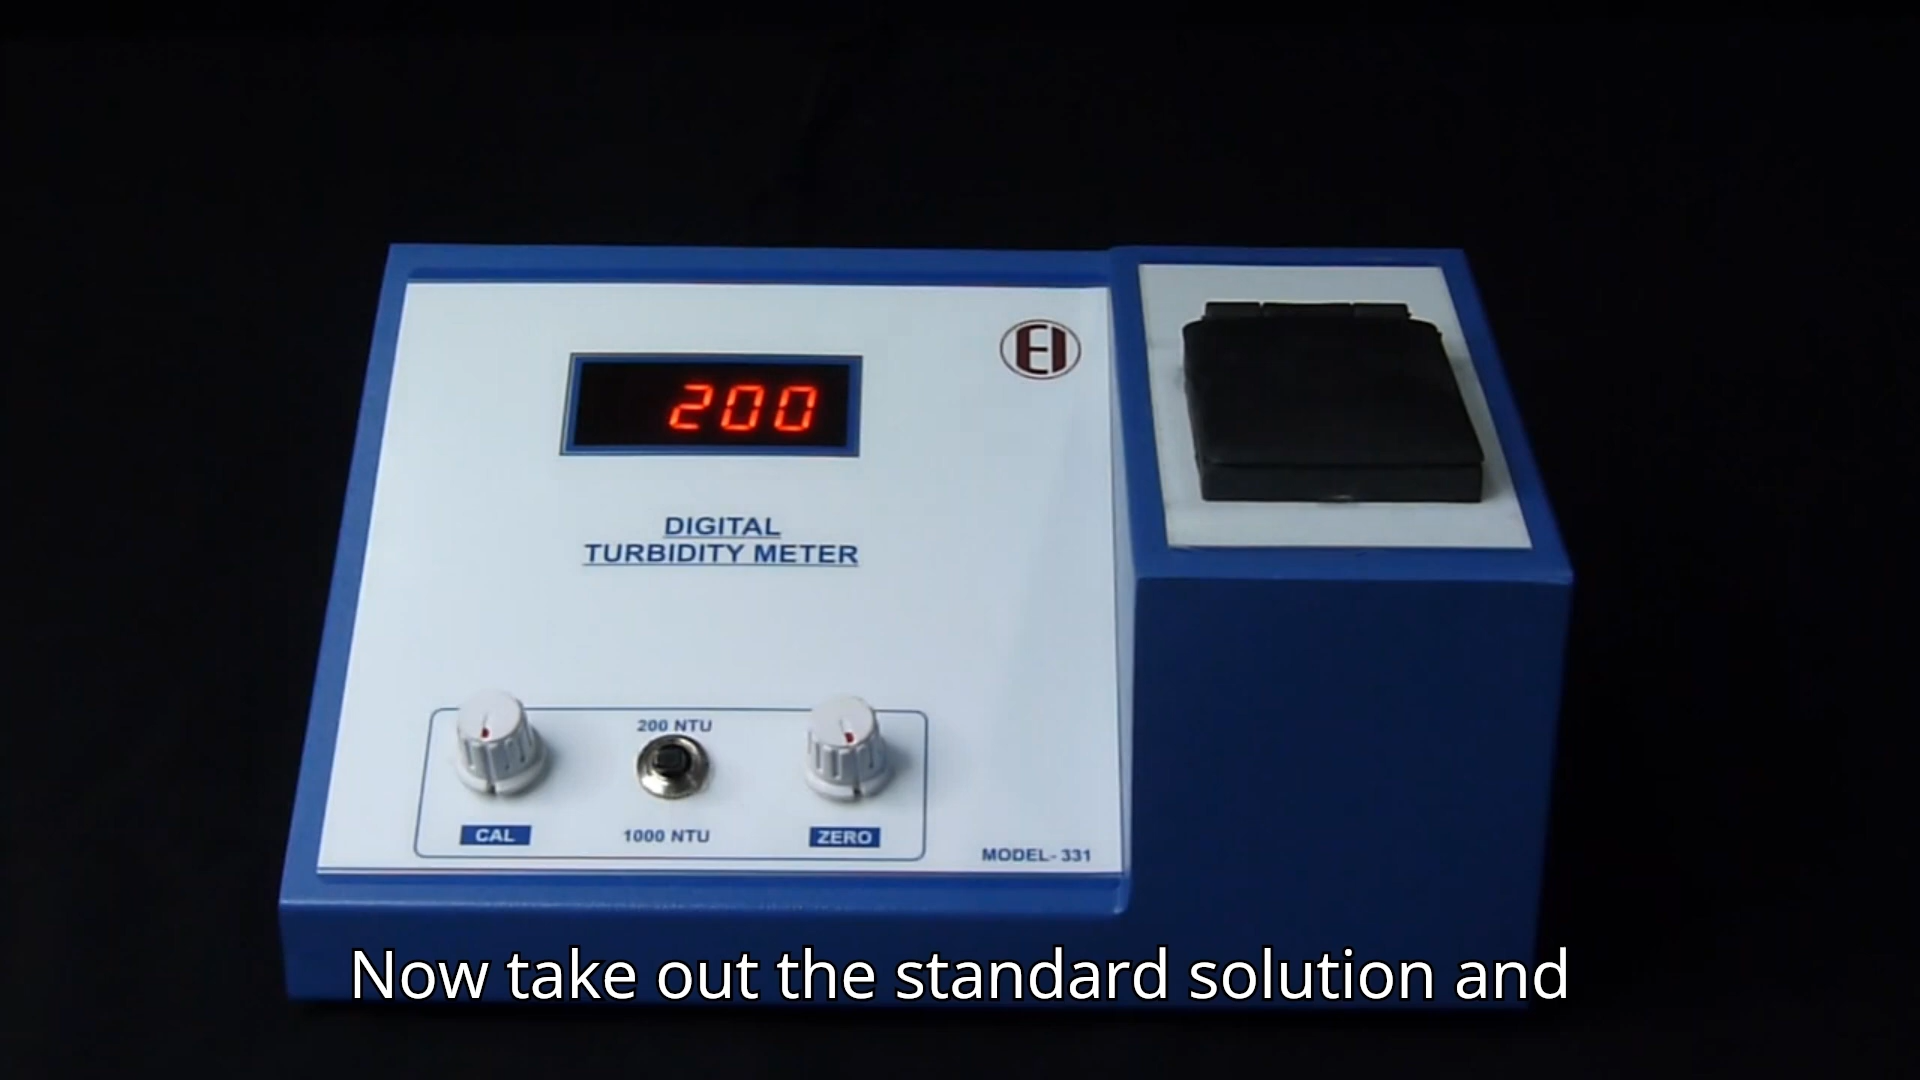 EI
200
DIGITAL
TURBIDITY METER
200 NTU
CAL
1000 NTU
ZERO
MODEL- 331
Now take out the standard solution and